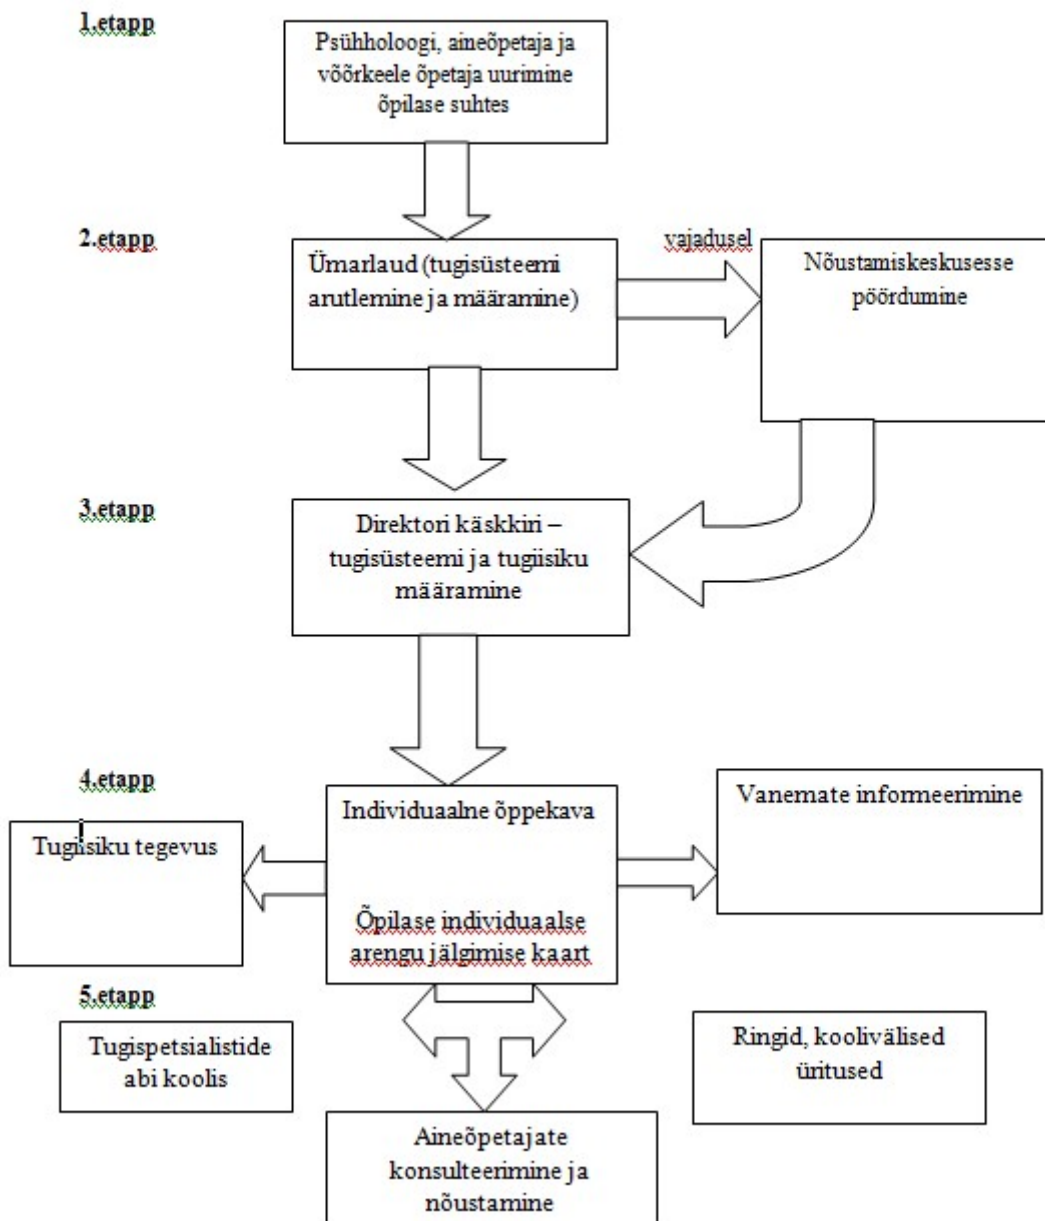 1.etapp
Psühholoogi, aineõpetaja ja
võõrkeele õpetaja uurimine
õpilase suhtes
2.etapp
Ümarlaud (tugisüsteemi
arutlemine ja määramine)
vajadusel
Nõustamiskeskusesse
pöördumine
3.etapp
Direktori käskkiri –
tugisüsteemi ja tugiisiku
määramine
4.etapp
Individuaalne õppekava
Õpilase individuaalse
arengu jälgimise kaart
Tugiisiku tegevus
Vanemate informeerimine
5.etapp
Tugispetsialistide
abi koolis
Ringid, koolivälised
üritused
Aineõpetajate
konsulteerimine ja
nõustamine